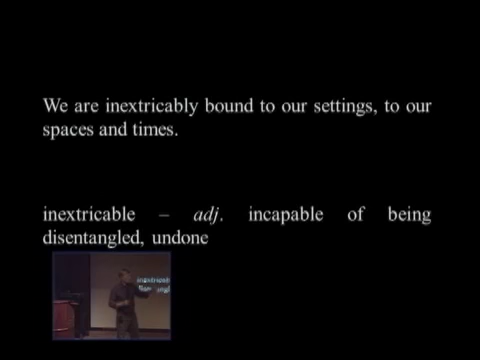 We are inextricably bound to our settings, to our
spaces and times.
inextricable – adj. incapable of being
disentangled, undone